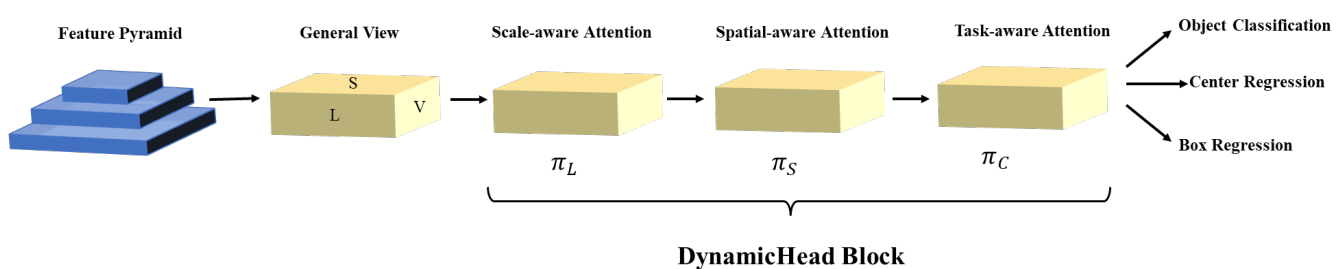 Feature Pyramid
General View
Scale-aware Attention
Spatial-aware Attention
Task-aware Attention
Object Classification
Center Regression
Box Regression
S
L
V
π_L
π_S
π_C
DynamicHead Block